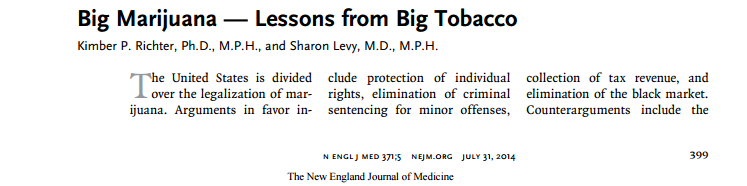 Big Marijuana — Lessons from Big Tobacco
Kimber P. Richter, Ph.D., M.P.H., and Sharon Levy, M.D., M.P.H.
The United States is divided
over the legalization of mar-
ijuana. Arguments in favor in-
clude protection of individual
rights, elimination of criminal
sentencing for minor offenses,
collection of tax revenue, and
elimination of the black market.
Counterarguments include the
N ENGL J MED 371;5 NEJM.ORG JULY 31, 2014
399
The New England Journal of Medicine